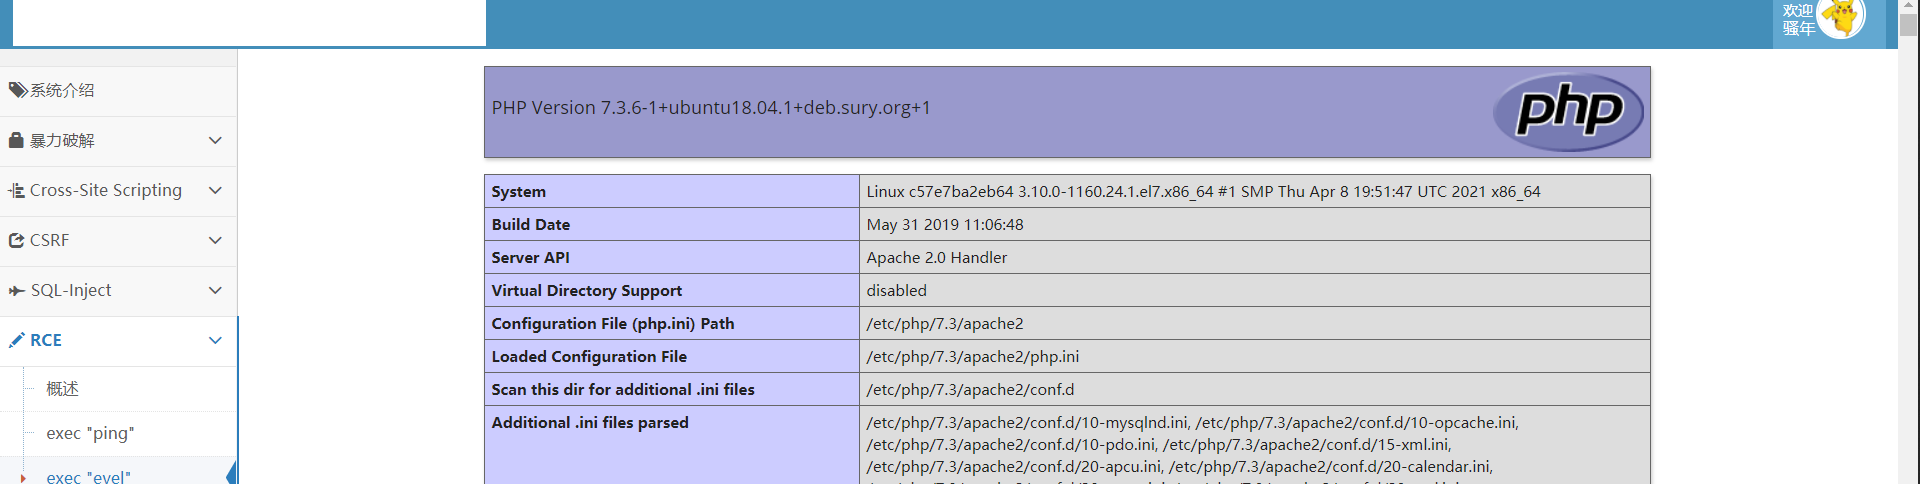 欢迎
骚年
系统介绍
暴力破解
Cross-Site Scripting
CSRF
SQL-Inject
RCE
概述
exec "ping"
exec "evel"
PHP Version 7.3.6-1+ubuntu18.04.1+deb.sury.org+1
php
System Linux c57e7ba2eb64 3.10.0-1160.24.1.el7.x86_64 #1 SMP Thu Apr 8 19:51:47 UTC 2021 x86_64
Build Date May 31 2019 11:06:48
Server API Apache 2.0 Handler
Virtual Directory Support disabled
Configuration File (php.ini) Path /etc/php/7.3/apache2
Loaded Configuration File /etc/php/7.3/apache2/php.ini
Scan this dir for additional .ini files /etc/php/7.3/apache2/conf.d
Additional .ini files parsed /etc/php/7.3/apache2/conf.d/10-mysqlnd.ini, /etc/php/7.3/apache2/conf.d/10-opcache.ini,
/etc/php/7.3/apache2/conf.d/10-pdo.ini, /etc/php/7.3/apache2/conf.d/15-xml.ini,
/etc/php/7.3/apache2/conf.d/20-apcu.ini, /etc/php/7.3/apache2/conf.d/20-calendar.ini,